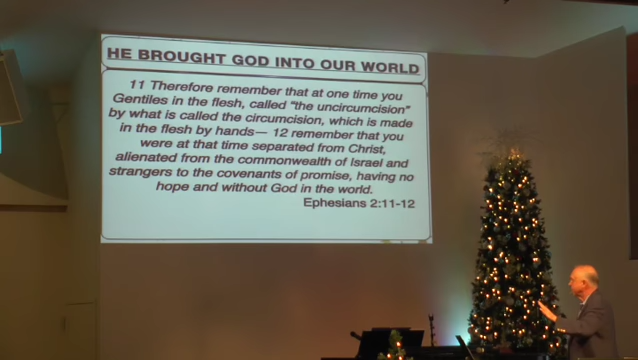 HE BROUGHT GOD INTO OUR WORLD
11 Therefore remember that at one time you
Gentiles in the flesh, called "the uncircumcision"
by what is called the circumcision, which is made
in the flesh by hands— 12 remember that you
were at that time separated from Christ,
alienated from the commonwealth of Israel and
strangers to the covenants of promise, having no
hope and without God in the world.
Ephesians 2:11-12